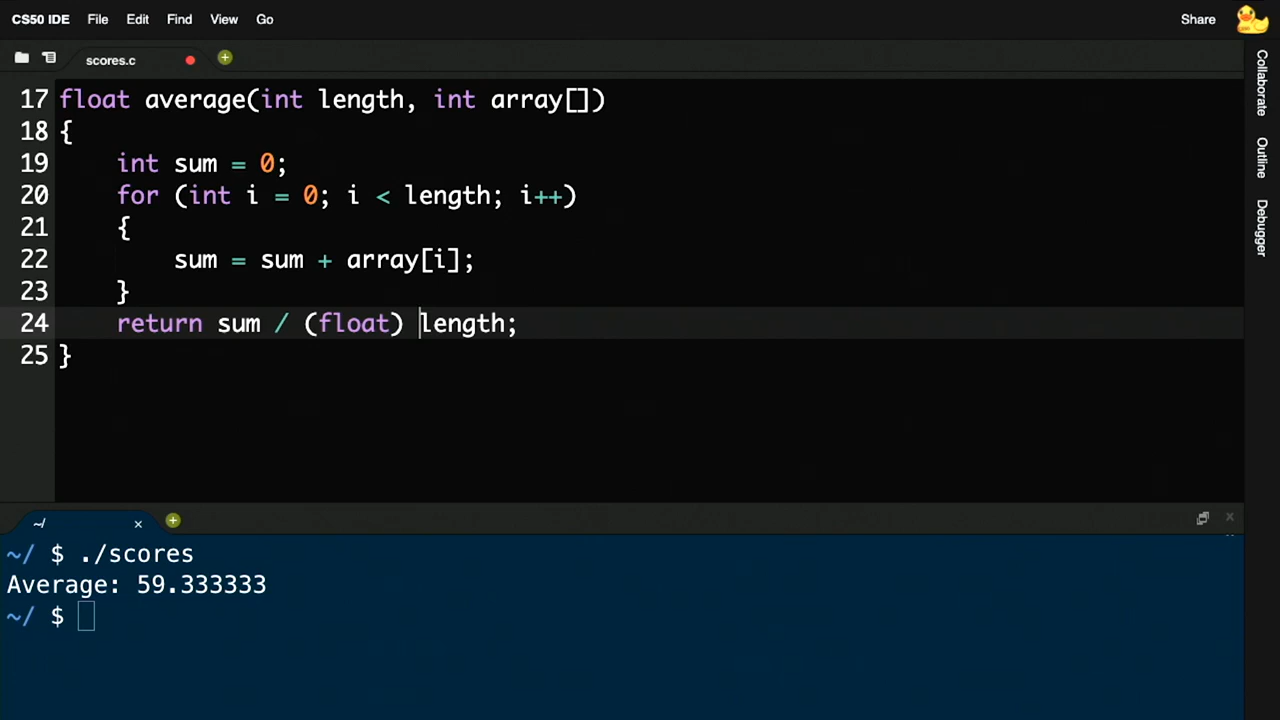 CS50 IDE File Edit Find View Go Share
scores.c
17 float average(int length, int array[])
18 {
19     int sum = 0;
20     for (int i = 0; i < length; i++)
21     {
22         sum = sum + array[i];
23     }
24     return sum / (float) length;
25 }
Collaborate
Outline
Debugger
~/
~/ $ ./scores
Average: 59.333333
~/ $